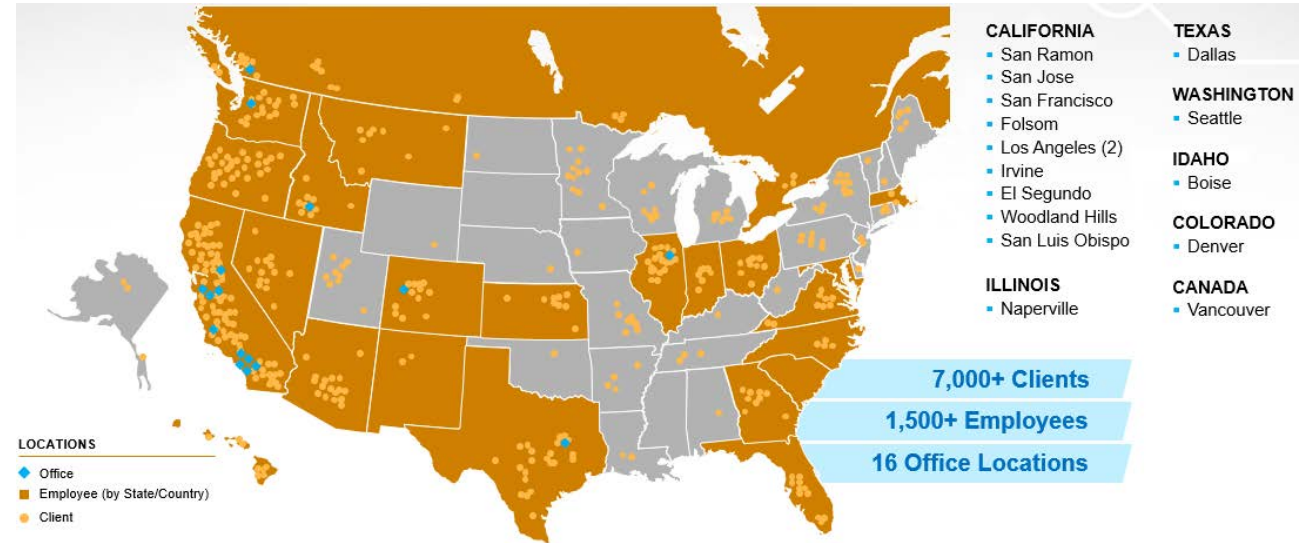 CALIFORNIA
▪ San Ramon
▪ San Jose
▪ San Francisco
▪ Folsom
▪ Los Angeles (2)
▪ Irvine
▪ El Segundo
▪ Woodland Hills
▪ San Luis Obispo
ILLINOIS
▪ Naperville
TEXAS
▪ Dallas
WASHINGTON
▪ Seattle
IDAHO
▪ Boise
COLORADO
▪ Denver
CANADA
▪ Vancouver
7,000+ Clients
1,500+ Employees
16 Office Locations
LOCATIONS
Office
Employee (by State/Country)
Client